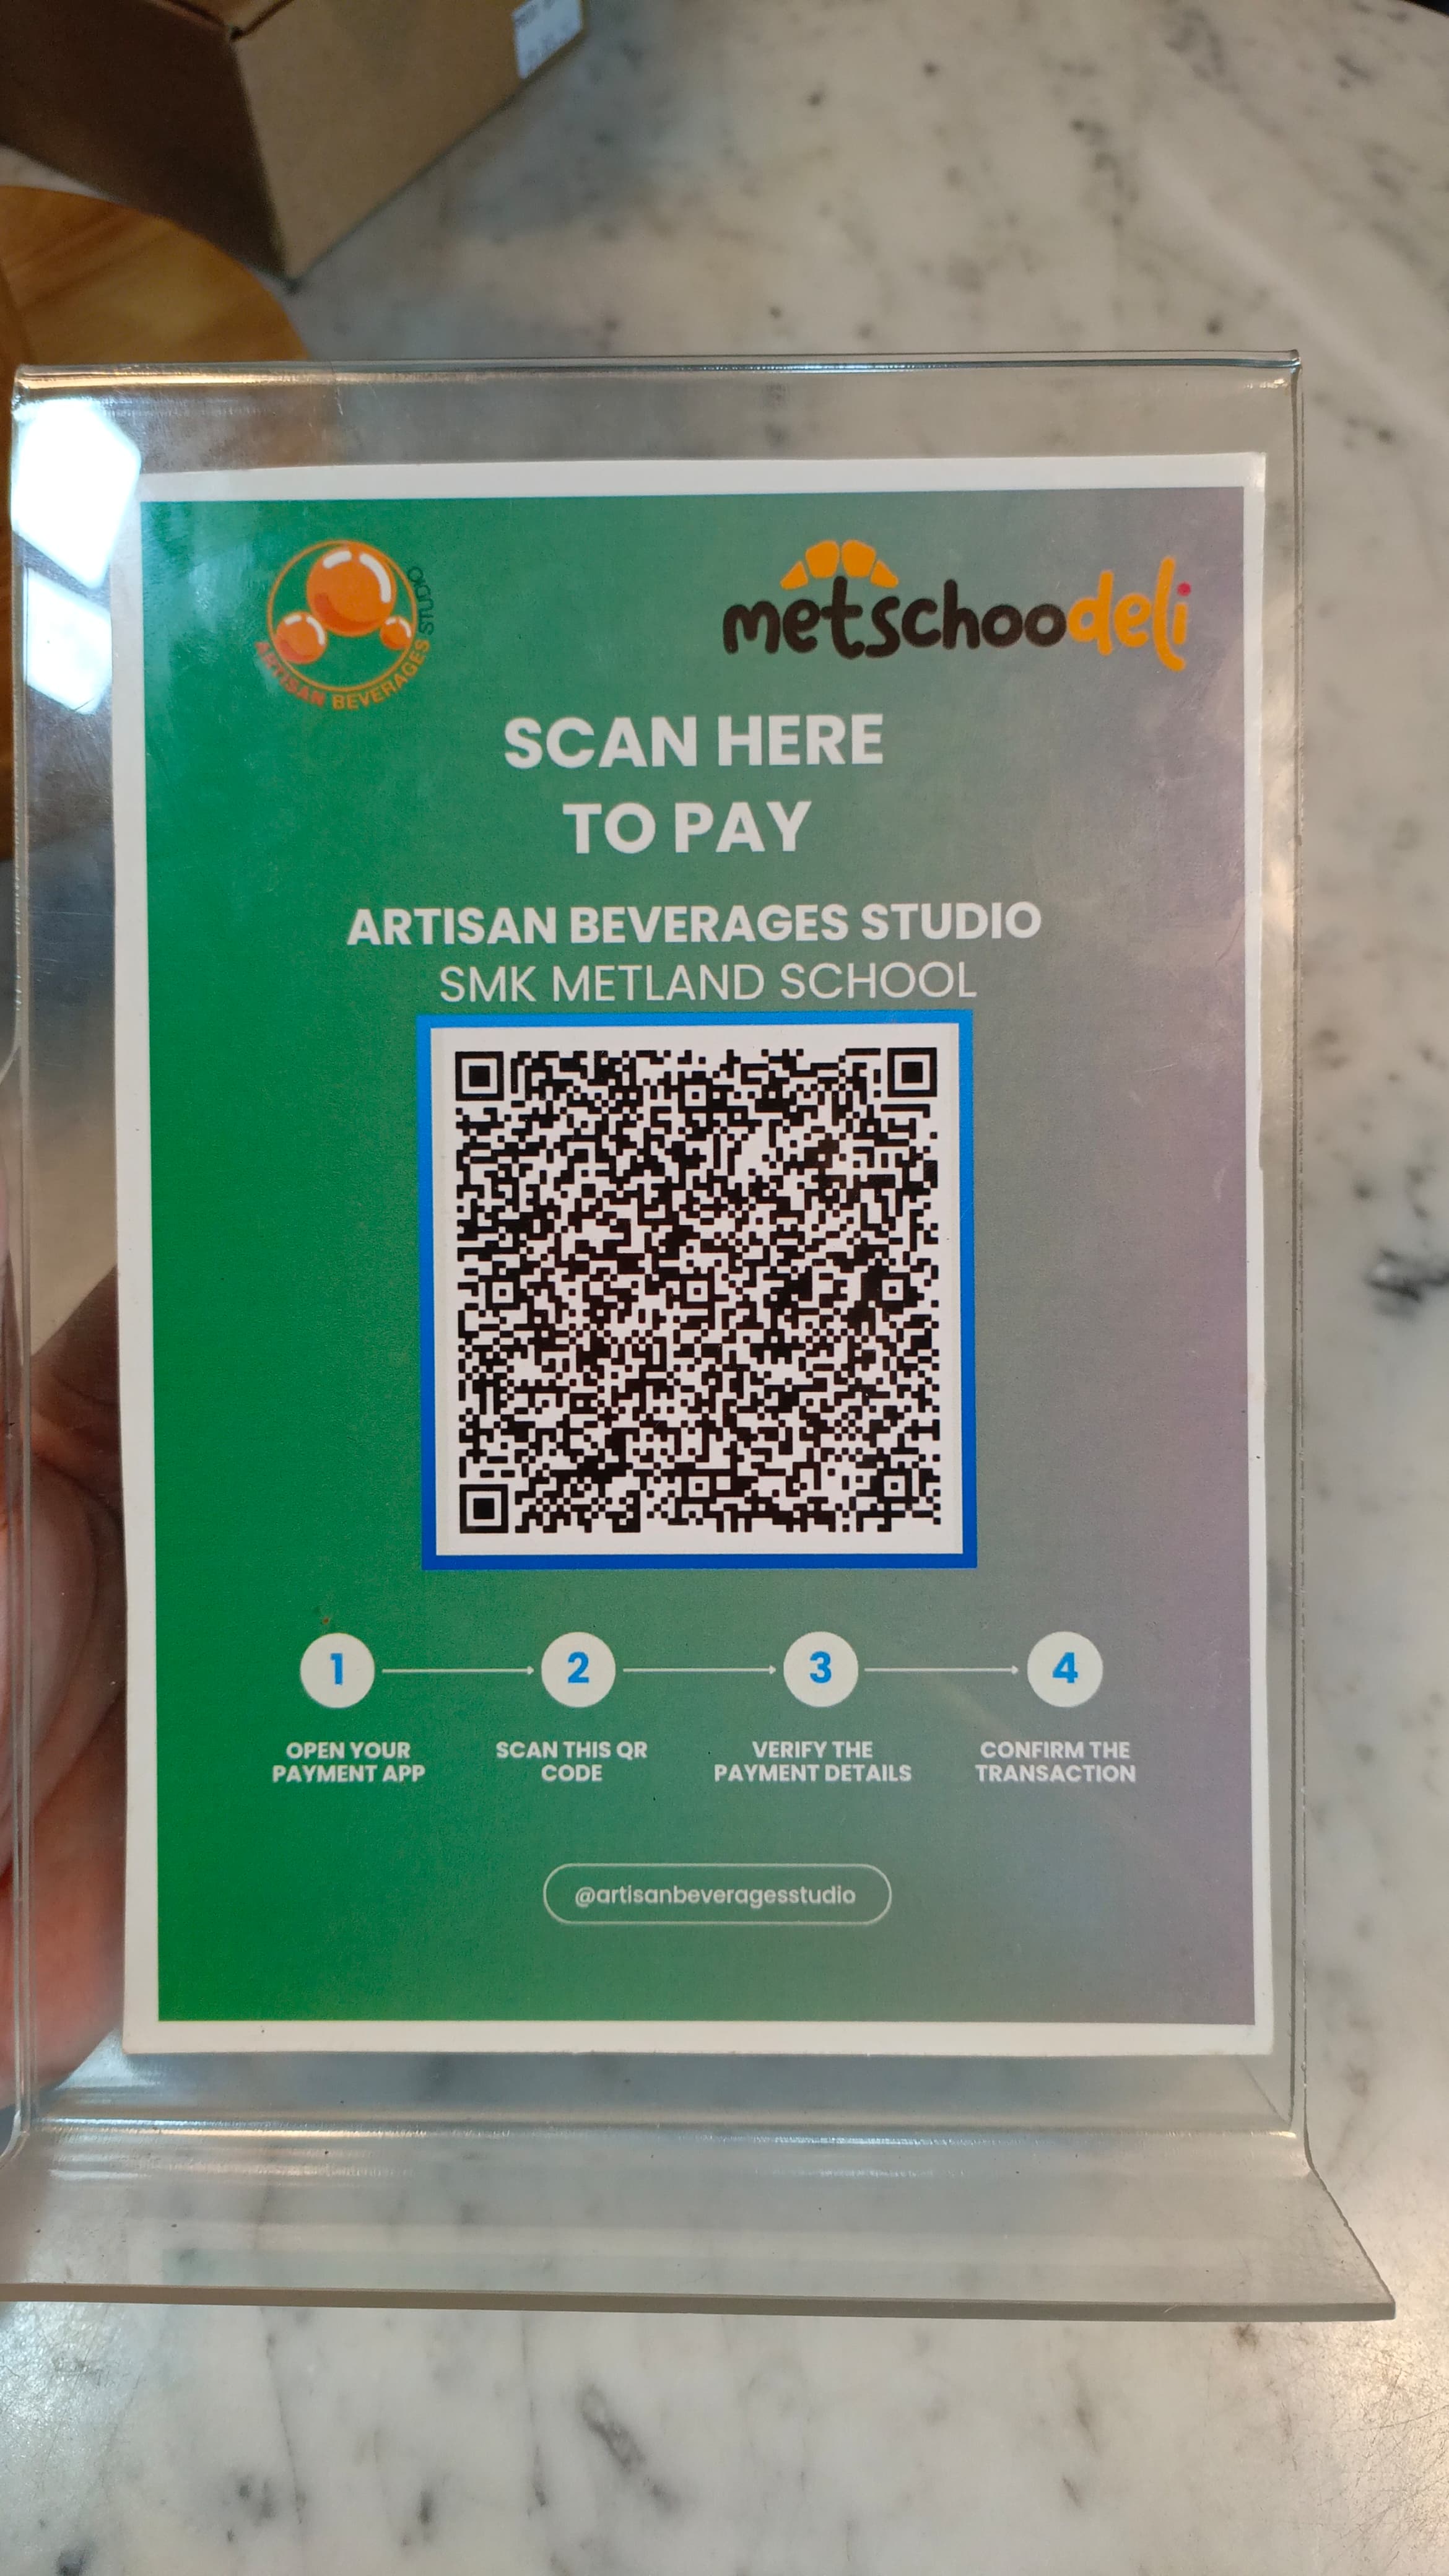 ARTISAN BEVERAGES STUDIO
metschoodeli
SCAN HERE
TO PAY
ARTISAN BEVERAGES STUDIO
SMK METLAND SCHOOL
1
2
3
4
OPEN YOUR
PAYMENT APP
SCAN THIS QR
CODE
VERIFY THE
PAYMENT DETAILS
CONFIRM THE
TRANSACTION
@artisanbeveragesstudio